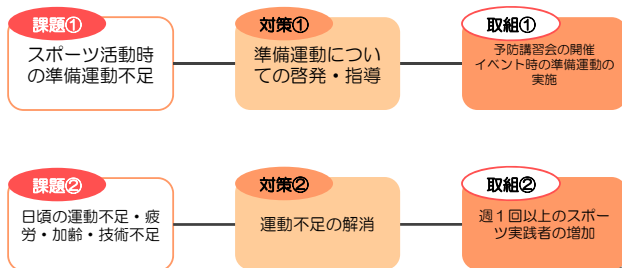 課題①
対策①
取組①
スポーツ活動時
の準備運動不足
準備運動につい
ての啓発・指導
予防講習会の開催
イベント時の準備運動の
実施
課題②
対策②
取組②
日頃の運動不足・疲
労・加齢・技術不足
運動不足の解消
週１回以上のスポー
ツ実践者の増加